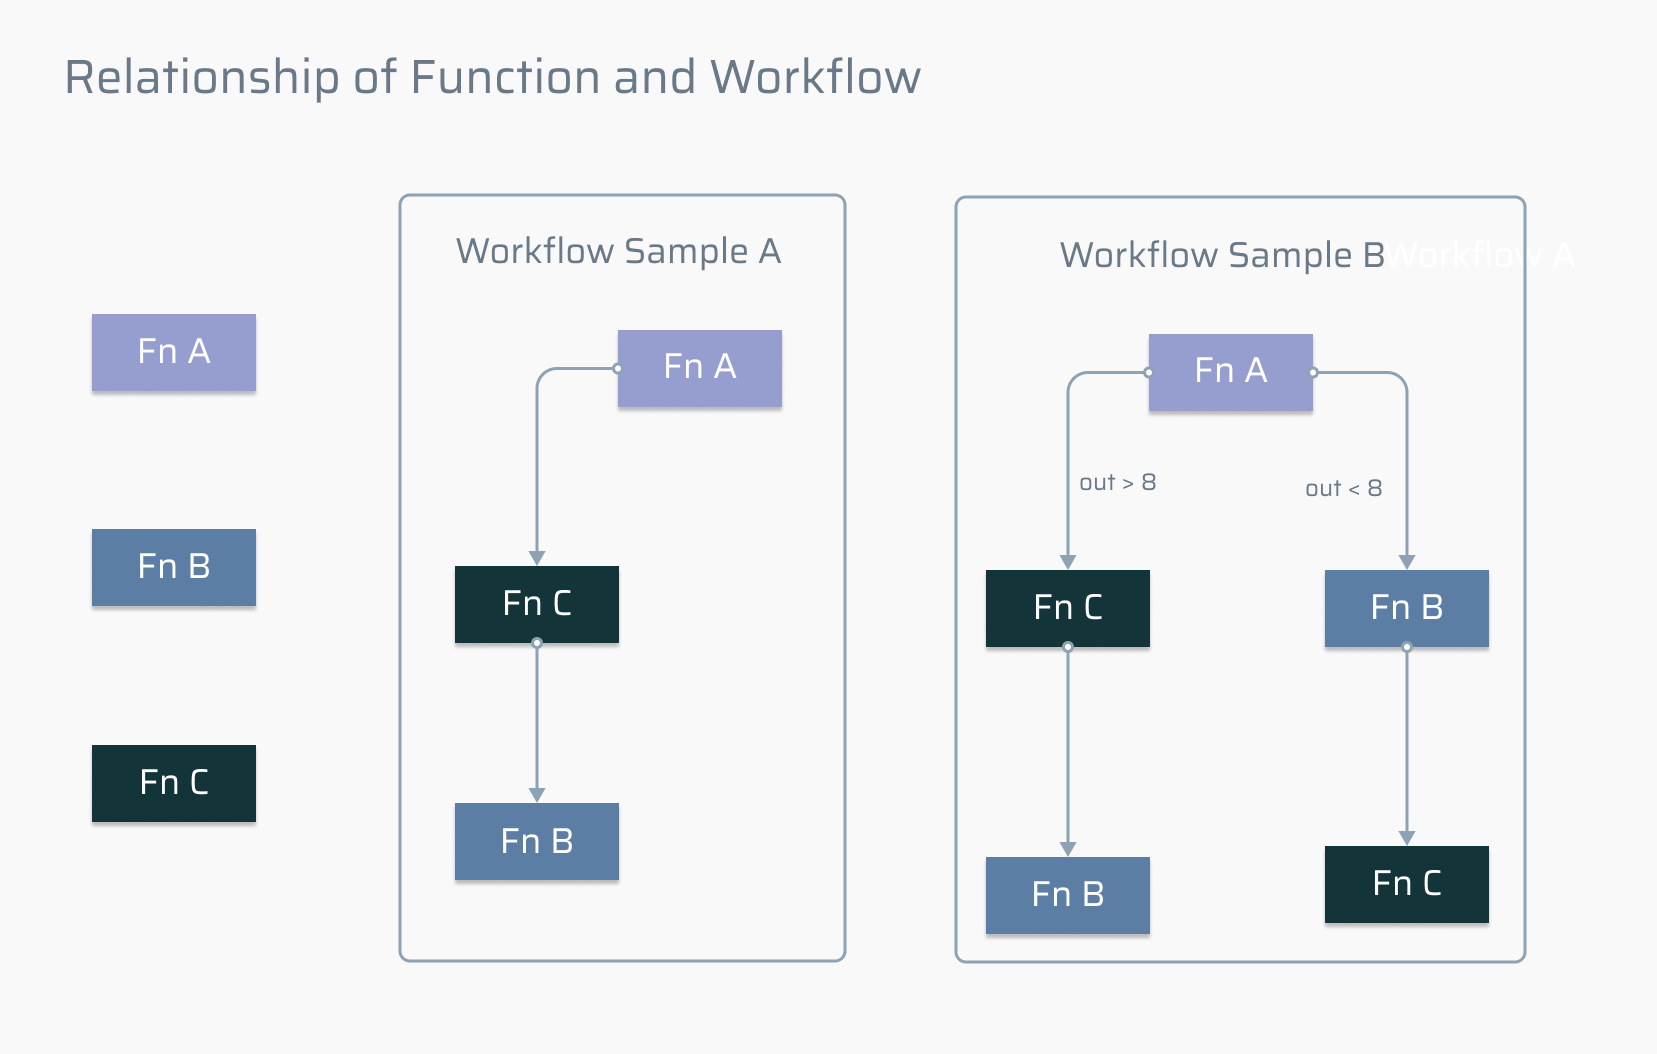 Relationship of Function and Workflow
Fn A
Fn B
Fn C
Workflow Sample A
Fn A
Fn C
Fn B
Workflow Sample B Workflow A
Fn A
out > 8
out < 8
Fn C
Fn B
Fn B
Fn C